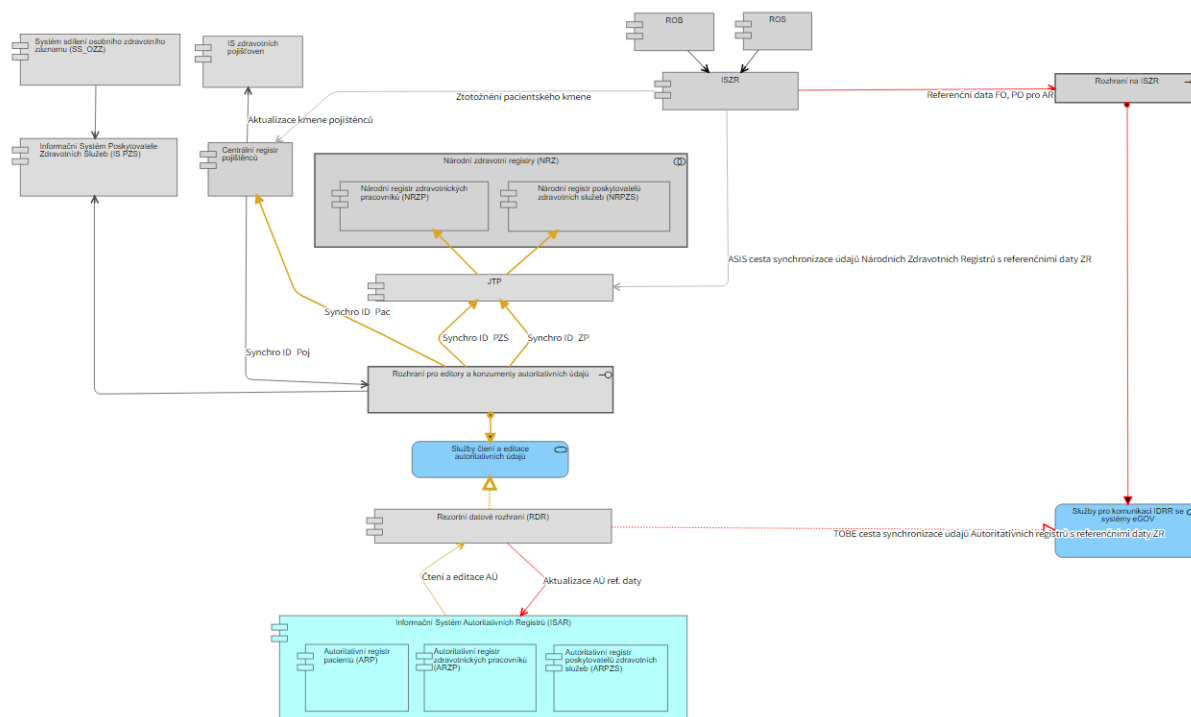 ROB
ROS
Systém sdílení osobního zdravotního
záznamu (SS_OZZ)
IS zdravotních
pojišťoven
ISZR
Rozhraní na ISZR
Ztotožnění pacientského kmene
Referenční data FO, PO pro AR
Aktualizace kmene pojištěnců
Informační Systém Poskytovatele
Zdravotních Služeb (IS PZS)
Centrální registr
pojištěnců
Národní zdravotní registry (NRZ)
Národní registr zdravotnických
pracovníků (NRZP)
Národní registr poskytovatelů
zdravotních služeb (NRPZS)
ASIS cesta synchronizace údajů Národních Zdravotních Registrů s referenčními daty ZR
JTP
Synchro ID_Pac
Synchro ID_PZS
Synchro ID_ZP
Synchro ID_Poj
Rozhraní pro editory a konzumenty autoritativních údajů
Služby čtení a editace
autoritativních údajů
Rezortní datové rozhraní (RDR)
Služby pro komunikaci IDRR se
systémy eGOV
TOBE cesta synchronizace údajů Autoritativních registrů s referenčními daty ZR
Čtení a editace AÚ
Aktualizace AÚ ref. daty
Informační Systém Autoritativních Registrů (ISAR)
Autoritativní registr
pacientů (ARP)
Autoritativní registr
zdravotnických pracovníků
(ARZP)
Autoritativní registr
poskytovatelů zdravotních
služeb (ARPZS)